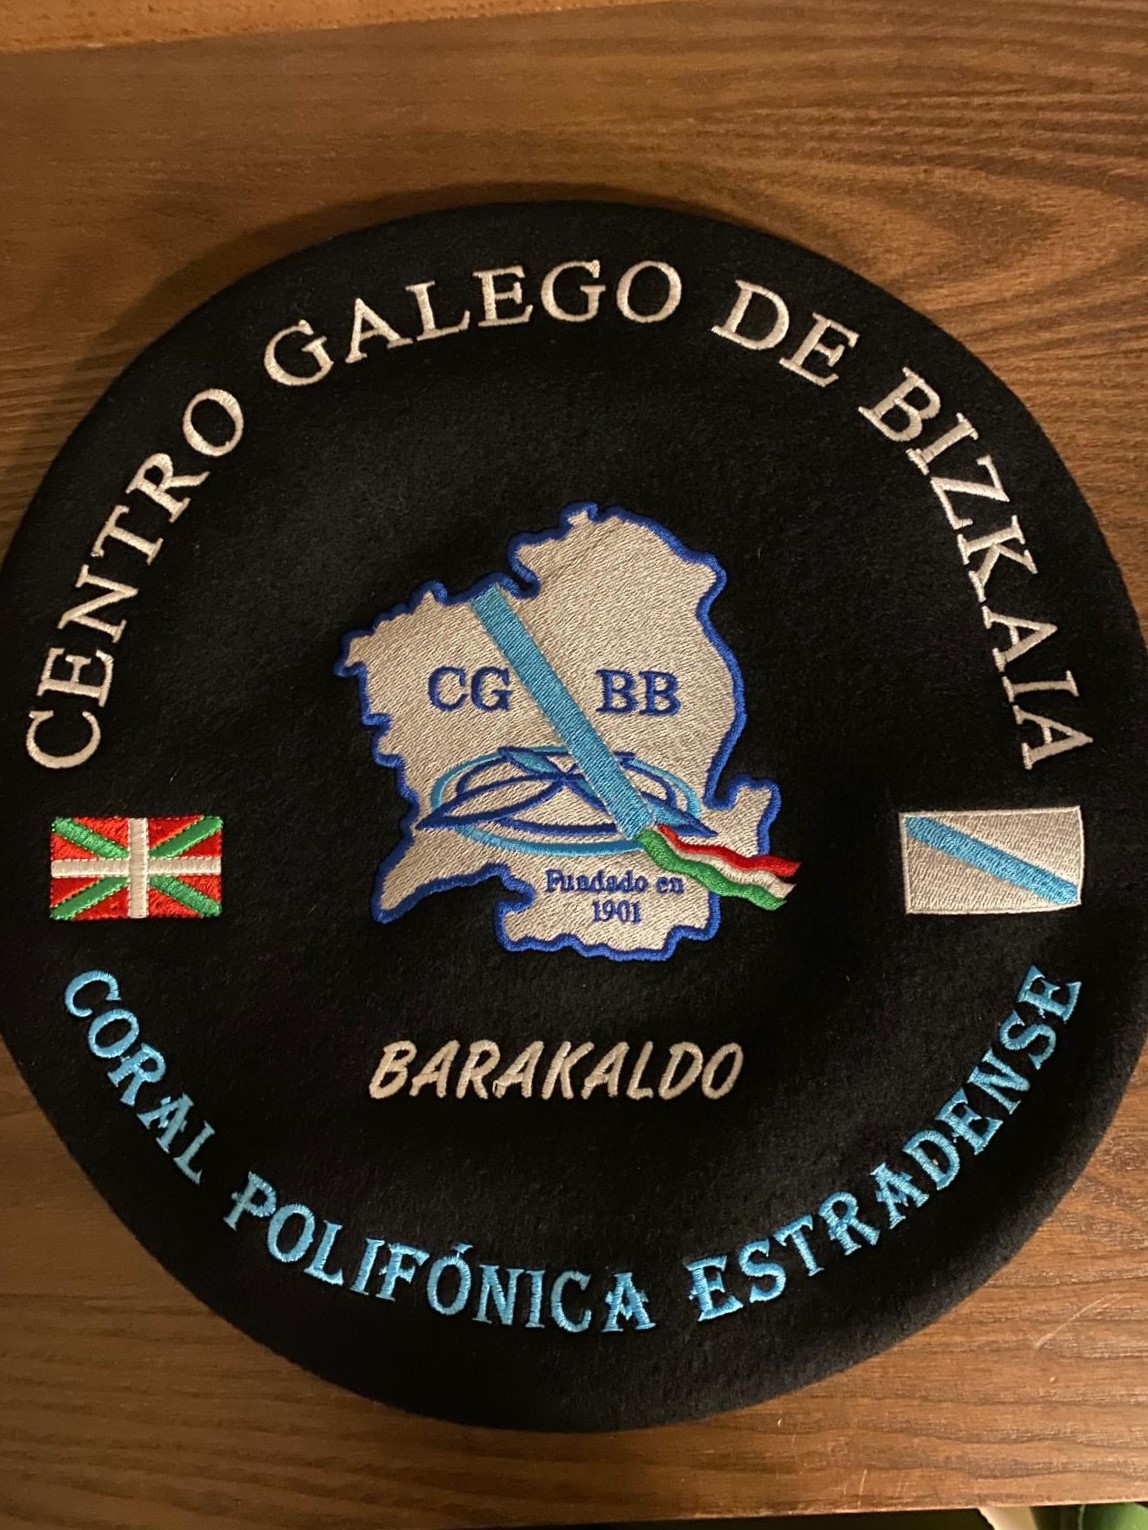 CENTRO GALEGO DE BIZKAIA
CG BB
Fundado en
1901
BARAKALDO
CORAL POLIFÓNICA ESTRADENSE